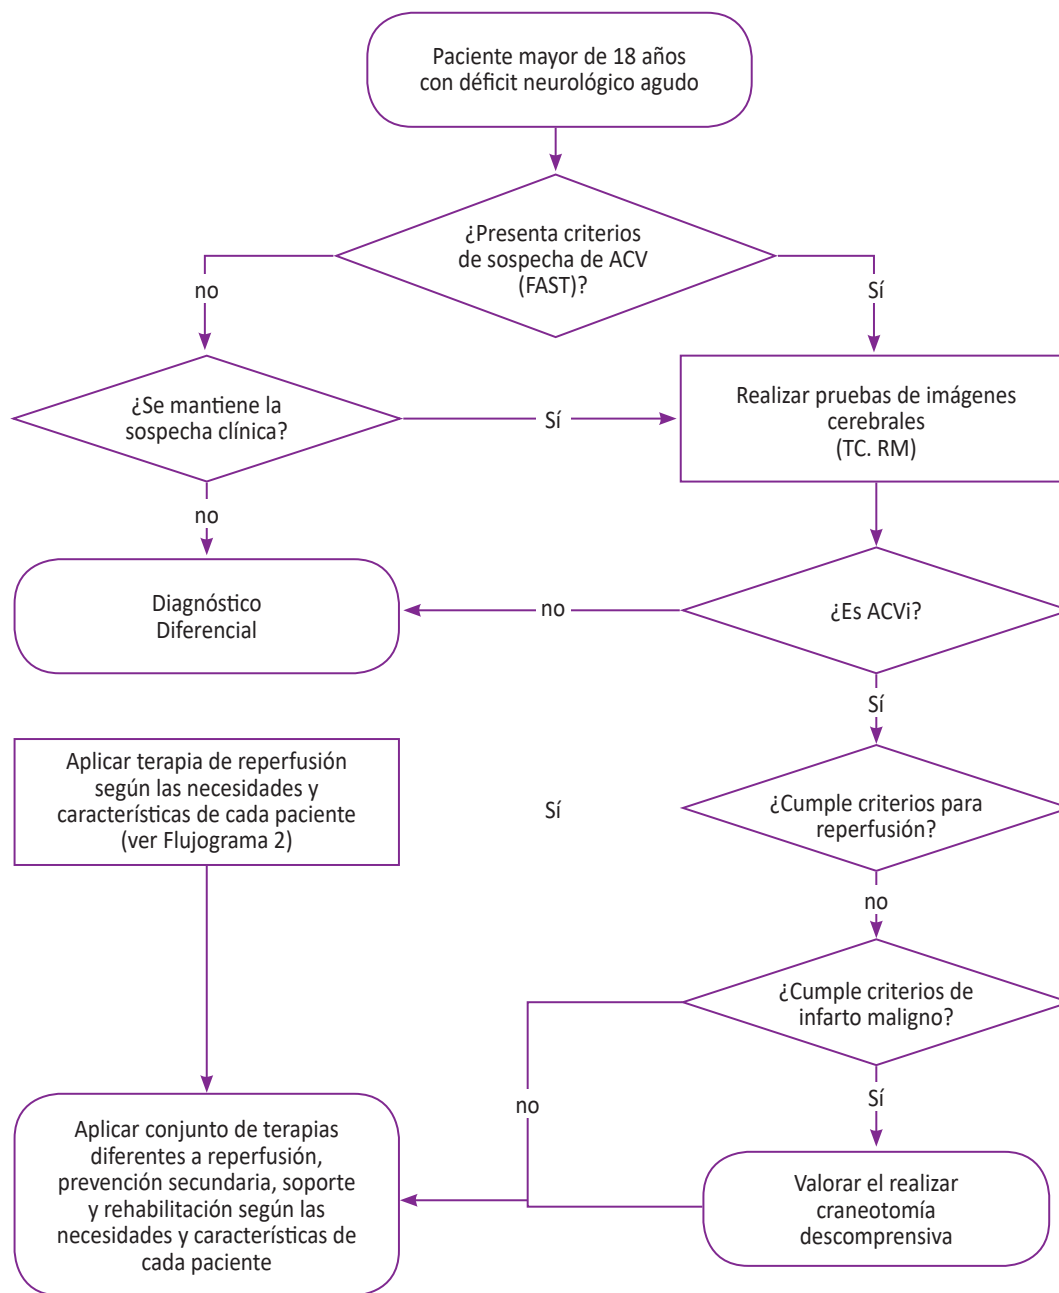 Paciente mayor de 18 años
con déficit neurológico agudo
¿Presenta criterios
de sospecha de ACV
(FAST)?
no
Sí
¿Se mantiene la
sospecha clínica?
Sí
Realizar pruebas de imágenes
cerebrales
(TC. RM)
no
Diagnóstico
Diferencial
no
¿Es ACVi?
Sí
Aplicar terapia de reperfusión
según las necesidades y
características de cada paciente
(ver Flujograma 2)
Sí
¿Cumple criterios para
reperfusión?
no
¿Cumple criterios de
infarto maligno?
no
Sí
Aplicar conjunto de terapias
diferentes a reperfusión,
prevención secundaria, soporte
y rehabilitación según las
necesidades y características de
cada paciente
Valorar el realizar
craneotomía
descomprensiva